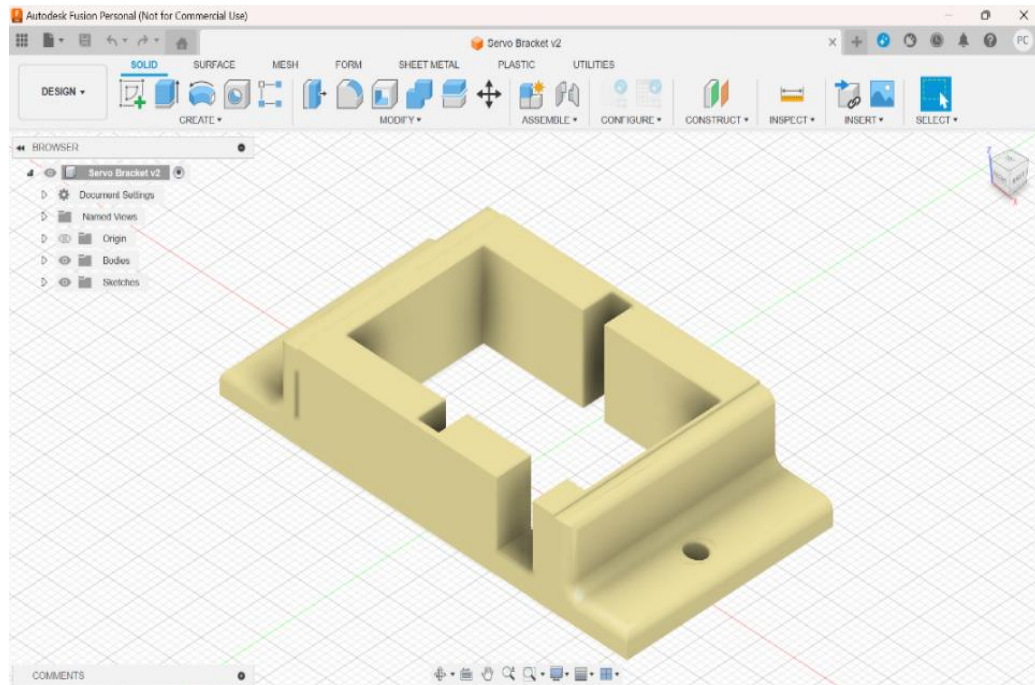 Autodesk Fusion Personal (Not for Commercial Use)
Servo Bracket v2
PC
SOLID SURFACE MESH FORM SHEET METAL PLASTIC UTILITIES
DESIGN
CREATE MODIFY ASSEMBLE CONFIGURE CONSTRUCT INSPECT INSERT SELECT
BROWSER
Servo Bracket v2
Document Settings
Named Views
Origin
Bodies
Sketches
Z
X
COMMENTS